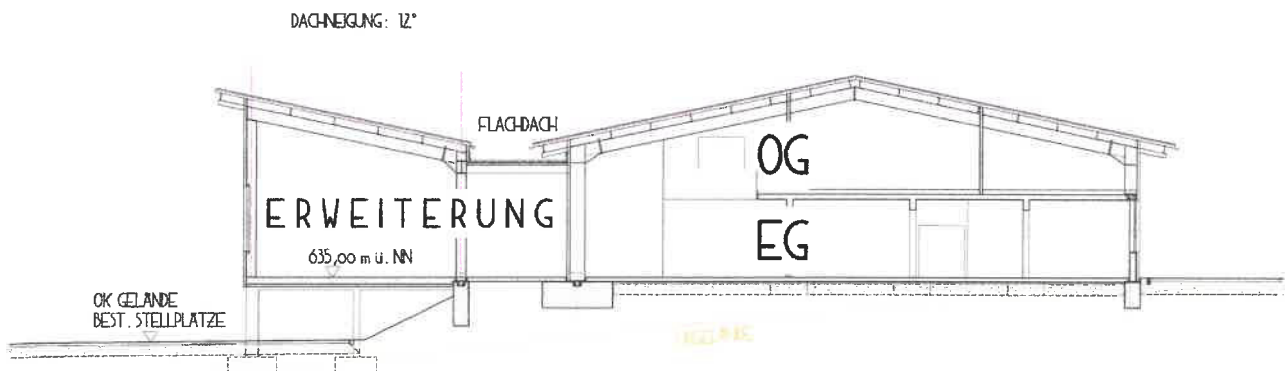 DACHNEIGUNG: 12°
FLACHDACH
OG
ERWEITERUNG
EG
635,00 m ü. NN
OK GELÄNDE
BEST. STELLPLÄTZE